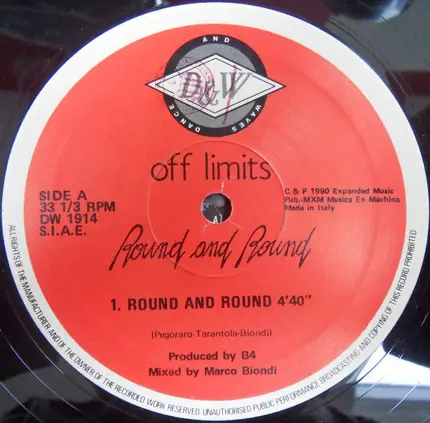 AND
D&W
DANCE WAVES
off limits
SIDE A
33 1/3 RPM
DW 1914
S.I.A.E.
C & P 1990 Expanded Music
Pub.-MXM Musica Ex Machina
Made in Italy
Round and Round
1. ROUND AND ROUND 4'40"
(Pegoraro-Tarantola-Biondi)
Produced by B4
Mixed by Marco Biondi
ALL RIGHTS OF THE MANUFACTURER AND OF THE OWNER OF THE RECORDED WORK RESERVED UNAUTHORISED PUBLIC PERFORMANCE BROADCASTING AND COPYING OF THIS RECORD PROHIBITED